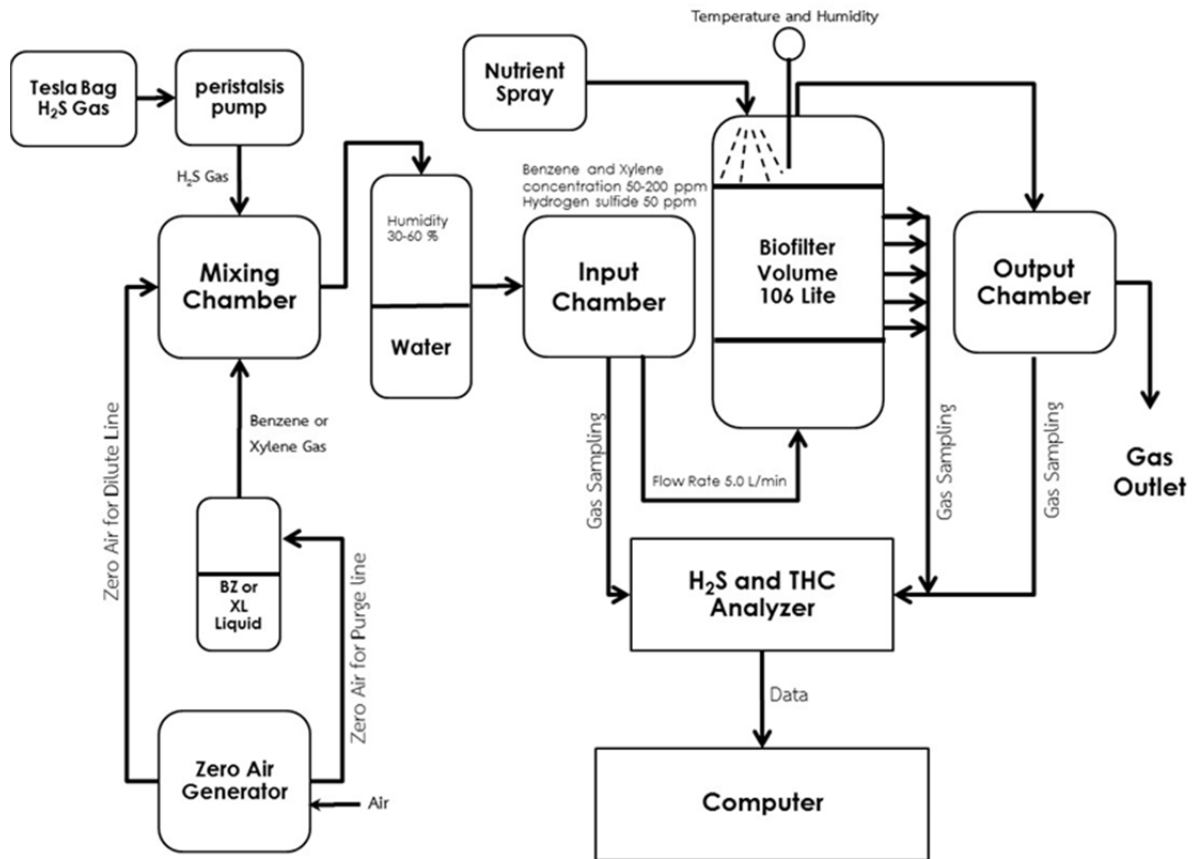 Temperature and Humidity
Tesla Bag
H₂S Gas
peristalsis
pump
Nutrient
Spray
H₂S Gas
Benzene and Xylene
concentration 50-200 ppm
Hydrogen sulfide 50 ppm
Humidity
30-60 %
Mixing
Chamber
Input
Chamber
Biofilter
Volume
106 Lite
Output
Chamber
Water
Zero Air for Dilute Line
Benzene or
Xylene Gas
Gas Sampling
Flow Rate 5.0 L/min
Gas Sampling
Gas Sampling
Gas
Outlet
BZ or
XL
Liquid
Zero Air for Purge line
H₂S and THC
Analyzer
Data
Zero Air
Generator
Air
Computer